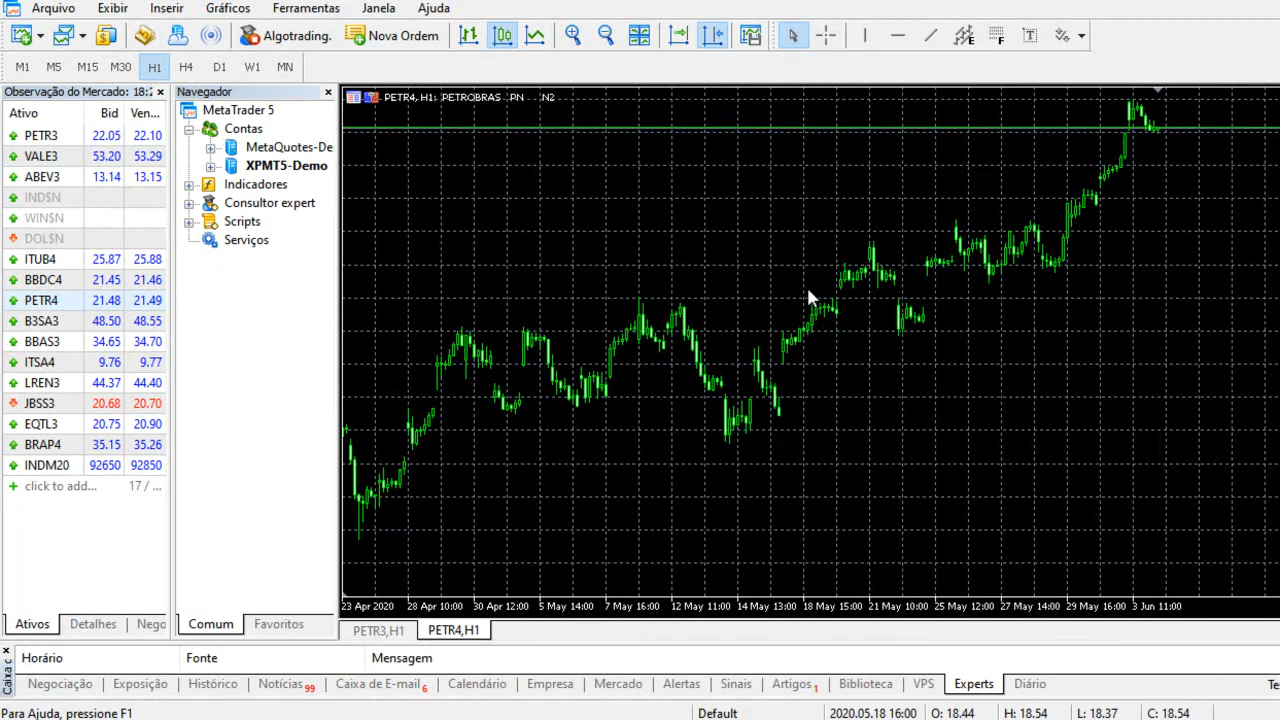 Arquivo Exibir Inserir Gráficos Ferramentas Janela Ajuda
Algotrading. Nova Ordem
M1 M5 M15 M30 H1 H4 D1 W1 MN
Observação do Mercado: 18:2
Ativo Bid Ven...
PETR3 22.05 22.10
VALE3 53.20 53.29
ABEV3 13.14 13.15
IND$N
WIN$N
DOL$N
ITUB4 25.87 25.88
BBDC4 21.45 21.46
PETR4 21.48 21.49
B3SA3 48.50 48.55
BBAS3 34.65 34.70
ITSA4 9.76 9.77
LREN3 44.37 44.40
JBSS3 20.68 20.70
EQTL3 20.75 20.90
BRAP4 35.15 35.26
INDM20 92650 92850
click to add... 17 / ...
Ativos Detalhes Nego
Navegador
MetaTrader 5
Contas
MetaQuotes-De
XPMT5-Demo
Indicadores
Consultor expert
Scripts
Serviços
Comum Favoritos
PETR4, H1: PETROBRAS PN N2
23 Apr 2020 28 Apr 10:00 30 Apr 12:00 5 May 14:00 7 May 16:00 12 May 11:00 14 May 13:00 18 May 15:00 21 May 10:00 25 May 12:00 27 May 14:00 29 May 16:00 3 Jun 11:00
PETR3,H1 PETR4,H1
Caixa c
Horário Fonte Mensagem
Negociação Exposição Histórico Notícias 99 Caixa de E-mail 6 Calendário Empresa Mercado Alertas Sinais Artigos 1 Biblioteca VPS Experts Diário Te
Para Ajuda, pressione F1 Default 2020.05.18 16:00 O: 18.44 H: 18.54 L: 18.37 C: 18.54